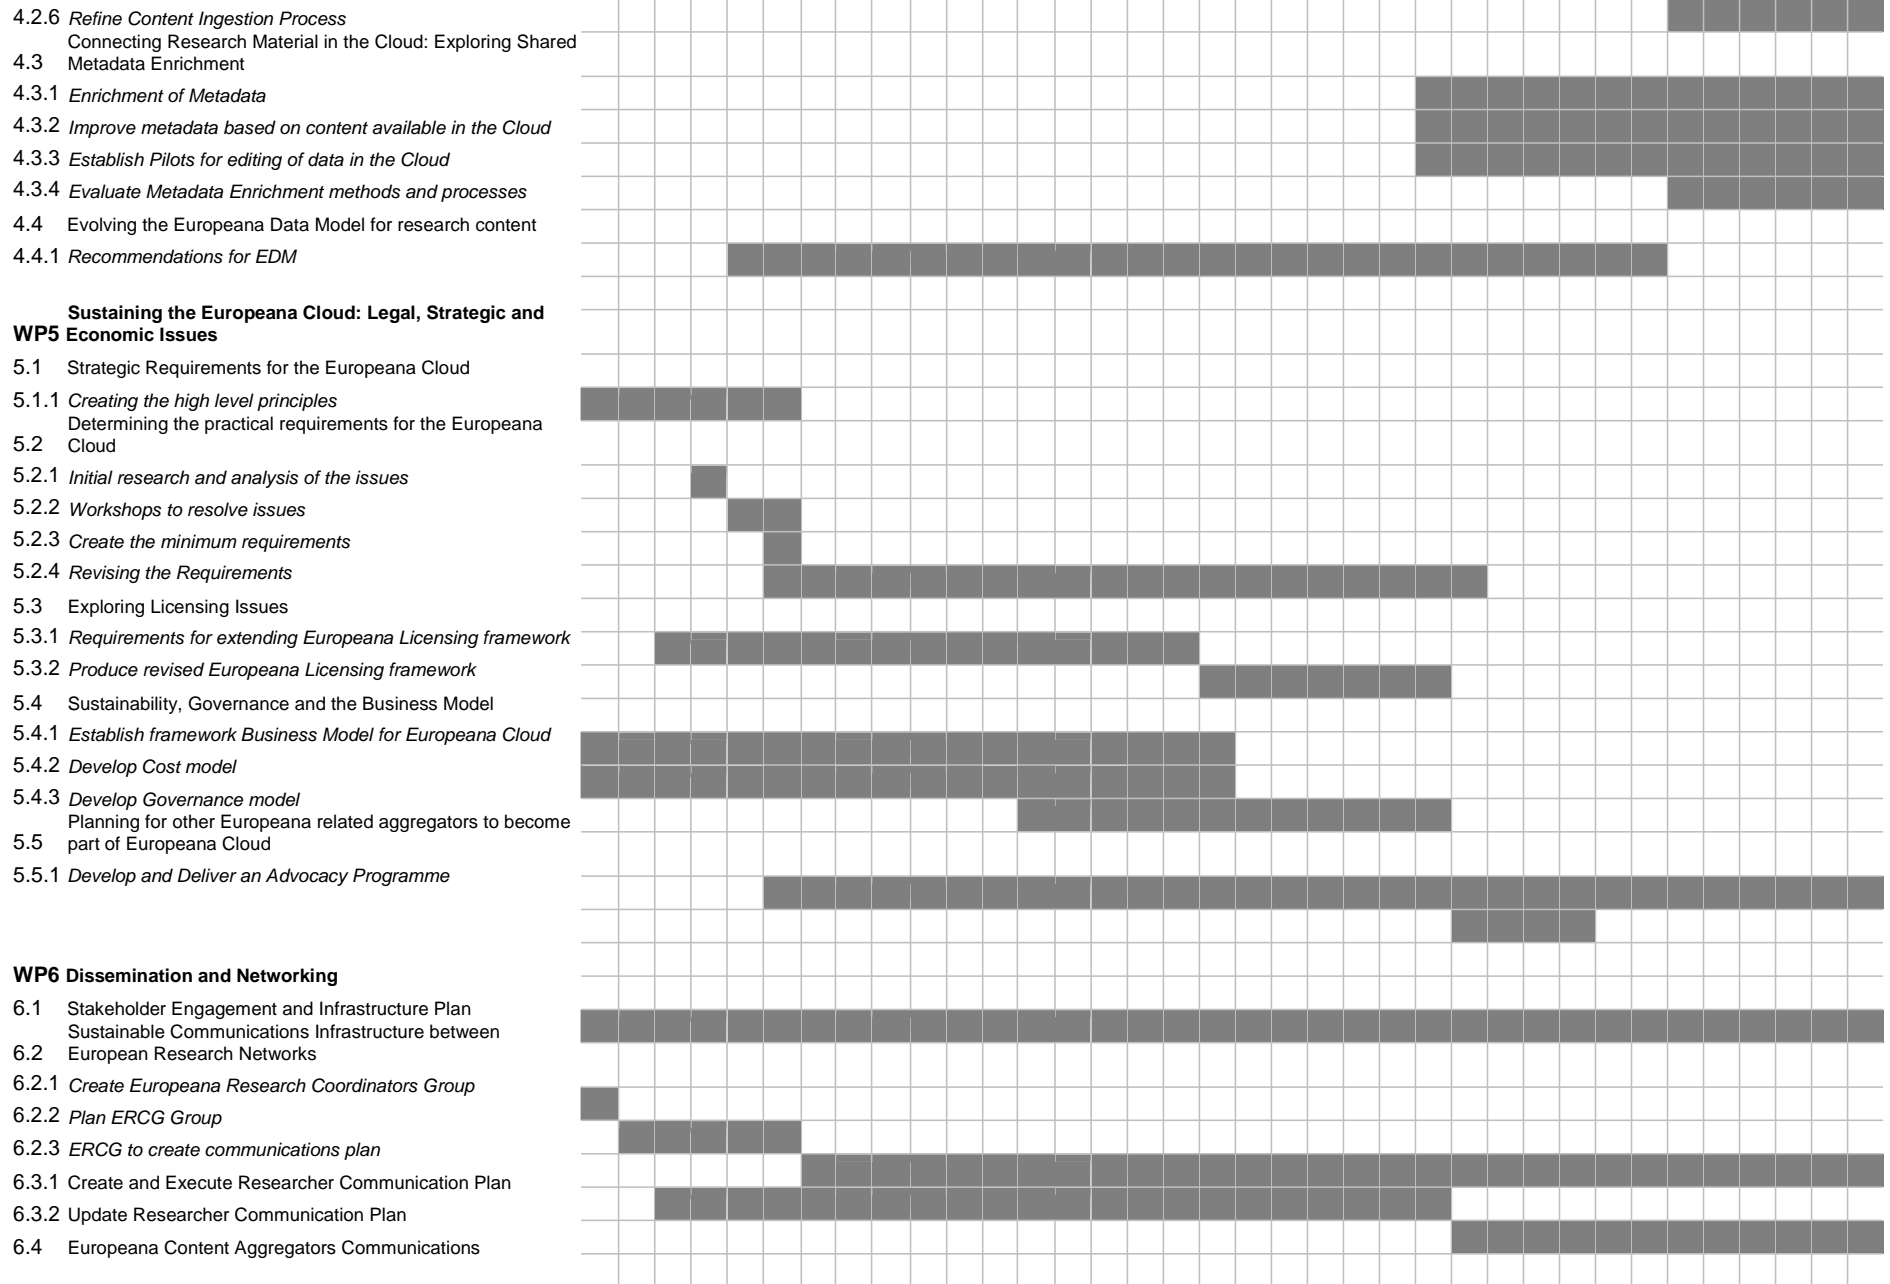 4.2.6 Refine Content Ingestion Process
Connecting Research Material in the Cloud: Exploring Shared
4.3 Metadata Enrichment
4.3.1 Enrichment of Metadata
4.3.2 Improve metadata based on content available in the Cloud
4.3.3 Establish Pilots for editing of data in the Cloud
4.3.4 Evaluate Metadata Enrichment methods and processes
4.4 Evolving the Europeana Data Model for research content
4.4.1 Recommendations for EDM
Sustaining the Europeana Cloud: Legal, Strategic and
WP5 Economic Issues
5.1 Strategic Requirements for the Europeana Cloud
5.1.1 Creating the high level principles
Determining the practical requirements for the Europeana
5.2 Cloud
5.2.1 Initial research and analysis of the issues
5.2.2 Workshops to resolve issues
5.2.3 Create the minimum requirements
5.2.4 Revising the Requirements
5.3 Exploring Licensing Issues
5.3.1 Requirements for extending Europeana Licensing framework
5.3.2 Produce revised Europeana Licensing framework
5.4 Sustainability, Governance and the Business Model
5.4.1 Establish framework Business Model for Europeana Cloud
5.4.2 Develop Cost model
5.4.3 Develop Governance model
Planning for other Europeana related aggregators to become
5.5 part of Europeana Cloud
5.5.1 Develop and Deliver an Advocacy Programme
WP6 Dissemination and Networking
6.1 Stakeholder Engagement and Infrastructure Plan
Sustainable Communications Infrastructure between
6.2 European Research Networks
6.2.1 Create Europeana Research Coordinators Group
6.2.2 Plan ERCG Group
6.2.3 ERCG to create communications plan
6.3.1 Create and Execute Researcher Communication Plan
6.3.2 Update Researcher Communication Plan
6.4 Europeana Content Aggregators Communications